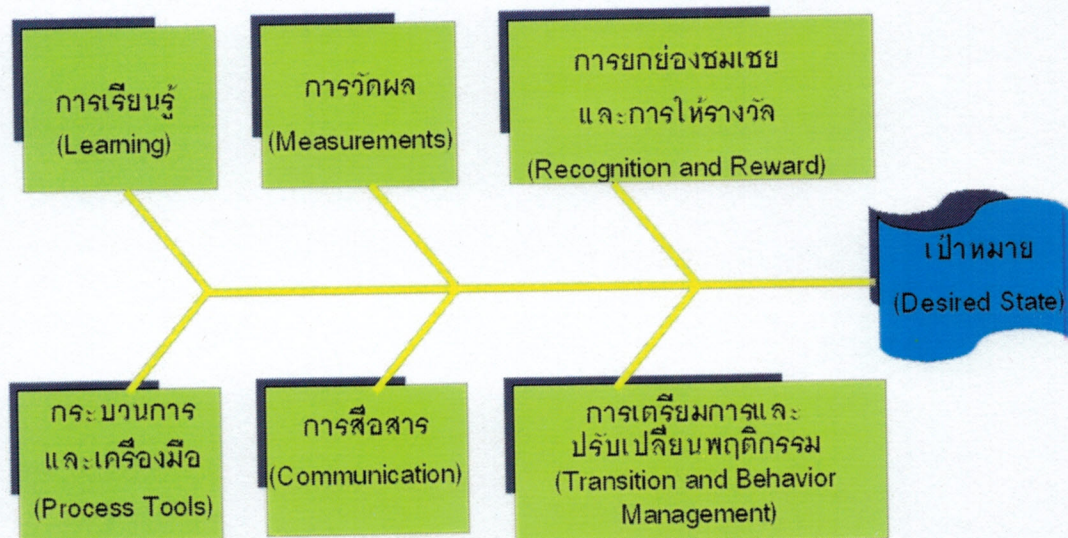 การเรียนรู้
(Learning)
การวัดผล
(Measurements)
การยกย่องชมเชย
และการให้รางวัล
(Recognition and Reward)
เป้าหมาย
(Desired State)
กระบวนการ
และเครื่องมือ
(Process Tools)
การสื่อสาร
(Communication)
การเตรียมการและ
ปรับเปลี่ยนพฤติกรรม
(Transition and Behavior
Management)